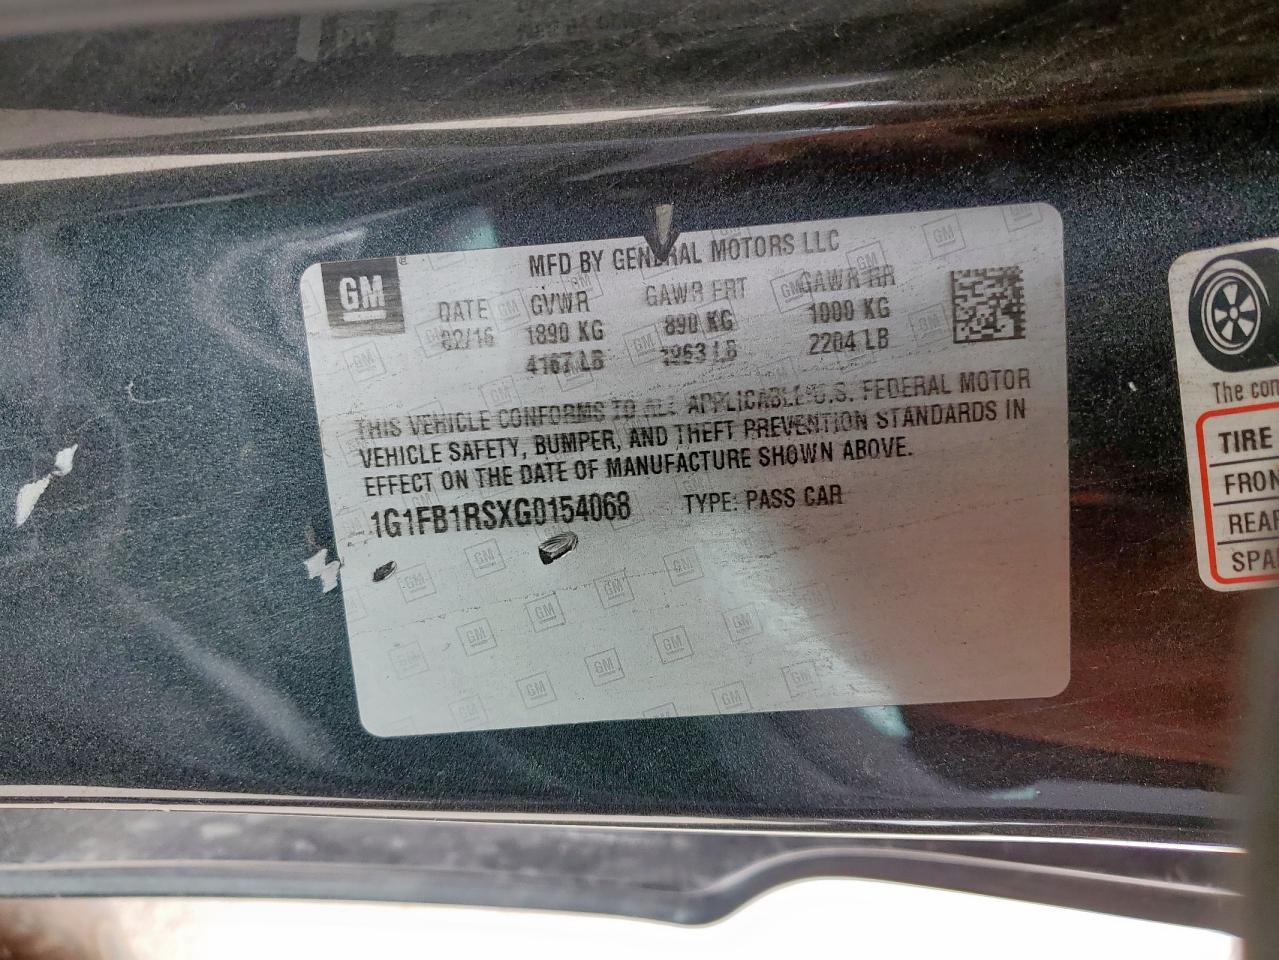 GM
MFD BY GENERAL MOTORS LLC
DATE GVWR GAWR FRT GAWR RR
02/16 1890 KG 890 KG 1000 KG
4167 LB 1963 LB 2204 LB
THIS VEHICLE CONFORMS TO ALL APPLICABLE U.S. FEDERAL MOTOR
VEHICLE SAFETY, BUMPER, AND THEFT PREVENTION STANDARDS IN
EFFECT ON THE DATE OF MANUFACTURE SHOWN ABOVE.
1G1FB1RSXG0154068 TYPE: PASS CAR
The com
TIRE
FRON
REAR
SPA